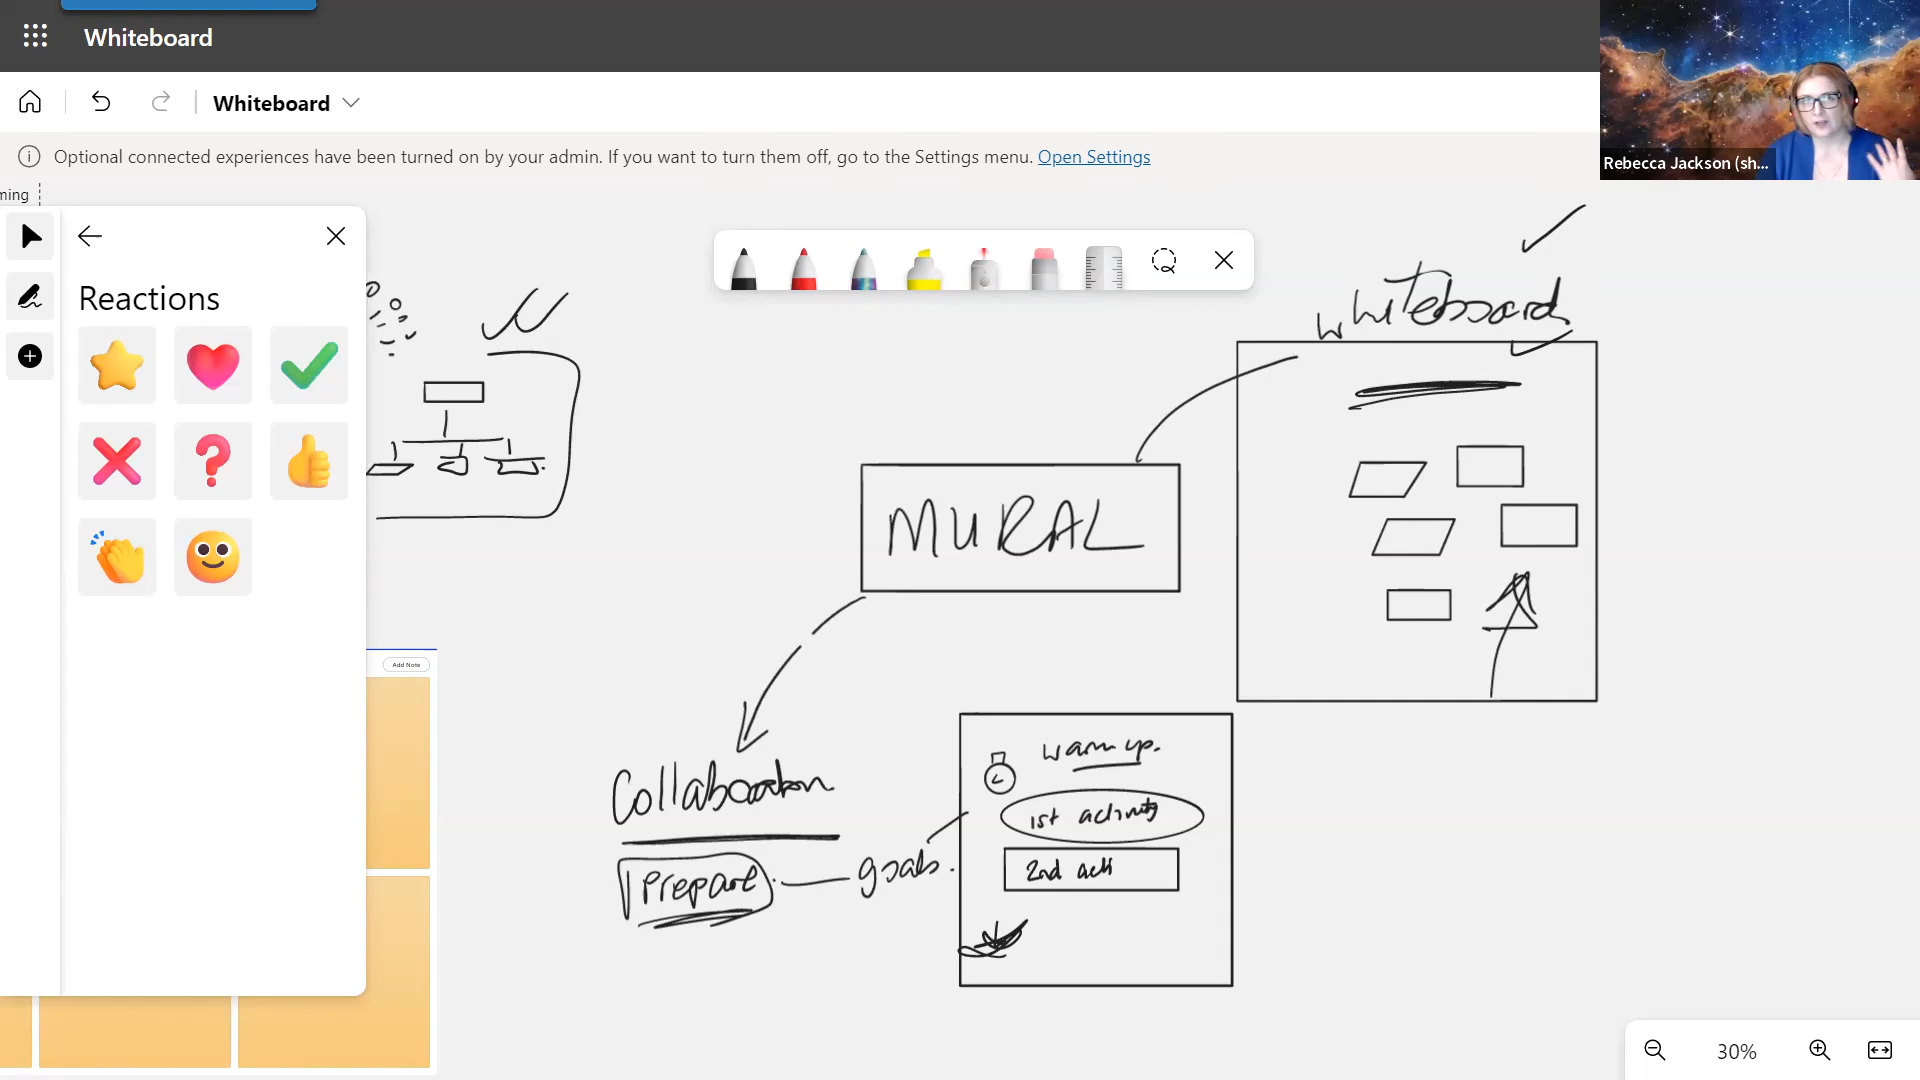 Whiteboard
Whiteboard
Optional connected experiences have been turned on by your admin. If you want to turn them off, go to the Settings menu. Open Settings
Rebecca Jackson (sh...
ming
Reactions
whiteboard
MURAL
Add Note
Collaboration
Prepare
goals.
warm up.
1st activity
2nd acti
30%